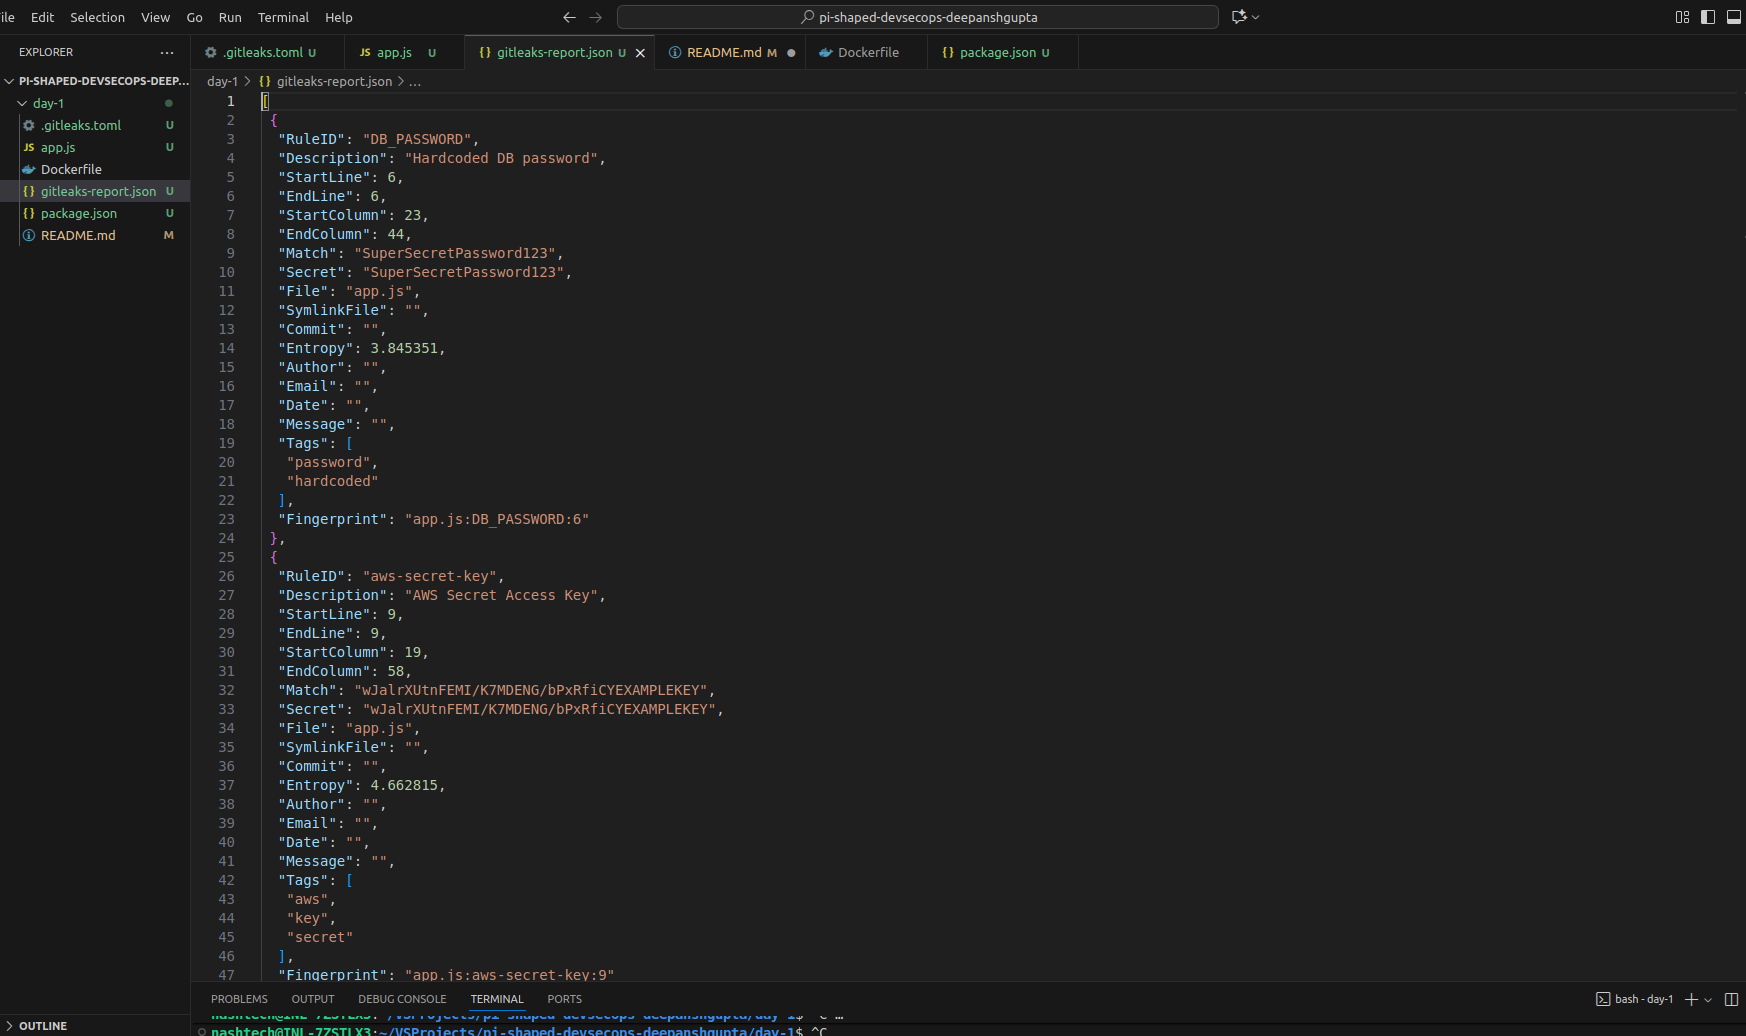 ile Edit Selection View Go Run Terminal Help
pi-shaped-devsecops-deepanshgupta
EXPLORER ...
PI-SHAPED-DEVSECOPS-DEEP...
day-1
.gitleaks.toml U
app.js U
Dockerfile
gitleaks-report.json U
package.json U
README.md M
OUTLINE
.gitleaks.toml U JS app.js U {} gitleaks-report.json U README.md M Dockerfile {} package.json U
day-1 > {} gitleaks-report.json > ...
1 [
2 {
3 "RuleID": "DB_PASSWORD",
4 "Description": "Hardcoded DB password",
5 "StartLine": 6,
6 "EndLine": 6,
7 "StartColumn": 23,
8 "EndColumn": 44,
9 "Match": "SuperSecretPassword123",
10 "Secret": "SuperSecretPassword123",
11 "File": "app.js",
12 "SymlinkFile": "",
13 "Commit": "",
14 "Entropy": 3.845351,
15 "Author": "",
16 "Email": "",
17 "Date": "",
18 "Message": "",
19 "Tags": [
20 "password",
21 "hardcoded"
22 ],
23 "Fingerprint": "app.js:DB_PASSWORD:6"
24 },
25 {
26 "RuleID": "aws-secret-key",
27 "Description": "AWS Secret Access Key",
28 "StartLine": 9,
29 "EndLine": 9,
30 "StartColumn": 19,
31 "EndColumn": 58,
32 "Match": "wJalrXUtnFEMI/K7MDENG/bPxRfiCYEXAMPLEKEY",
33 "Secret": "wJalrXUtnFEMI/K7MDENG/bPxRfiCYEXAMPLEKEY",
34 "File": "app.js",
35 "SymlinkFile": "",
36 "Commit": "",
37 "Entropy": 4.662815,
38 "Author": "",
39 "Email": "",
40 "Date": "",
41 "Message": "",
42 "Tags": [
43 "aws",
44 "key",
45 "secret"
46 ],
47 "Fingerprint": "app.js:aws-secret-key:9"
PROBLEMS OUTPUT DEBUG CONSOLE TERMINAL PORTS
bash - day-1
nashtech@INL-7ZSTLX3:~/VSProjects/pi-shaped-devsecops-deepanshgupta/day-1$ ^C